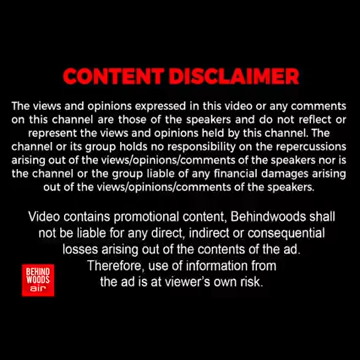 CONTENT DISCLAIMER
The views and opinions expressed in this video or any comments
on this channel are those of the speakers and do not reflect or
represent the views and opinions held by this channel. The
channel or its group holds no responsibility on the repercussions
arising out of the views/opinions/comments of the speakers nor is
the channel or the group liable of any financial damages arising
out of the views/opinions/comments of the speakers.
Video contains promotional content, Behindwoods shall
not be liable for any direct, indirect or consequential
losses arising out of the contents of the ad.
Therefore, use of information from
the ad is at viewer's own risk.
BEHIND
WOODS
air